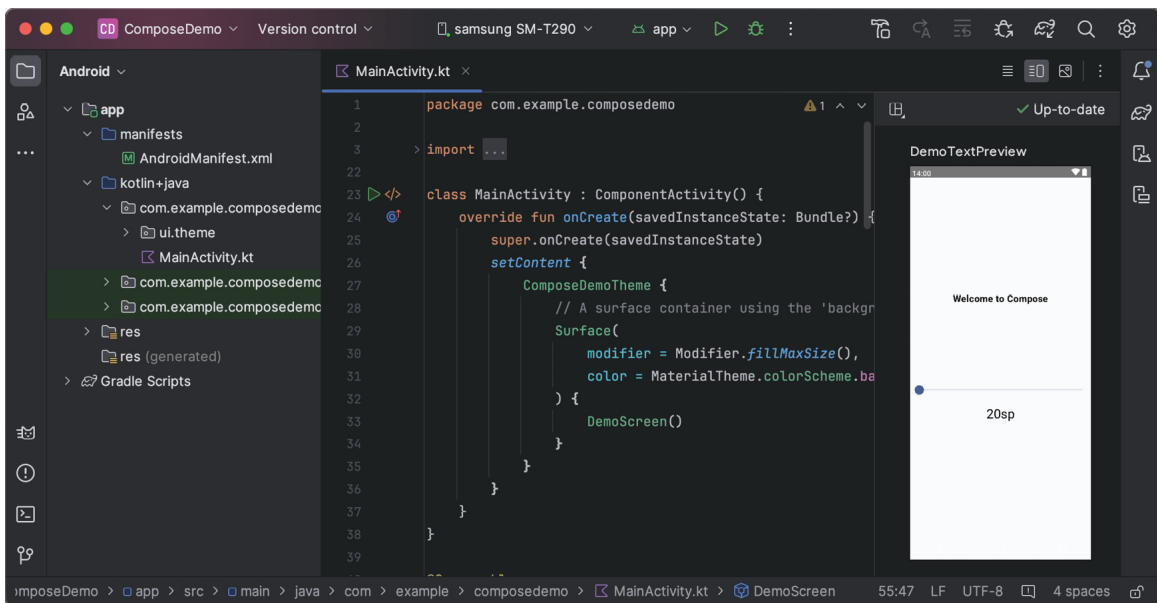 CD ComposeDemo Version control samsung SM-T290 app
Android
MainActivity.kt
app
manifests
AndroidManifest.xml
kotlin+java
com.example.composedemo
ui.theme
MainActivity.kt
com.example.composedemo
com.example.composedemo
res
res (generated)
Gradle Scripts
1 package com.example.composedemo
2
3 import ...
22
23 class MainActivity : ComponentActivity() {
24 override fun onCreate(savedInstanceState: Bundle?) {
25 super.onCreate(savedInstanceState)
26 setContent {
27 ComposeDemoTheme {
28 // A surface container using the 'backgr
29 Surface(
30 modifier = Modifier.fillMaxSize(),
31 color = MaterialTheme.colorScheme.ba
32 ) {
33 DemoScreen()
34 }
35 }
36 }
37 }
38 }
39
1
Up-to-date
DemoTextPreview
14:00
Welcome to Compose
20sp
omposeDemo > app > src > main > java > com > example > composedemo > MainActivity.kt > DemoScreen 55:47 LF UTF-8 4 spaces